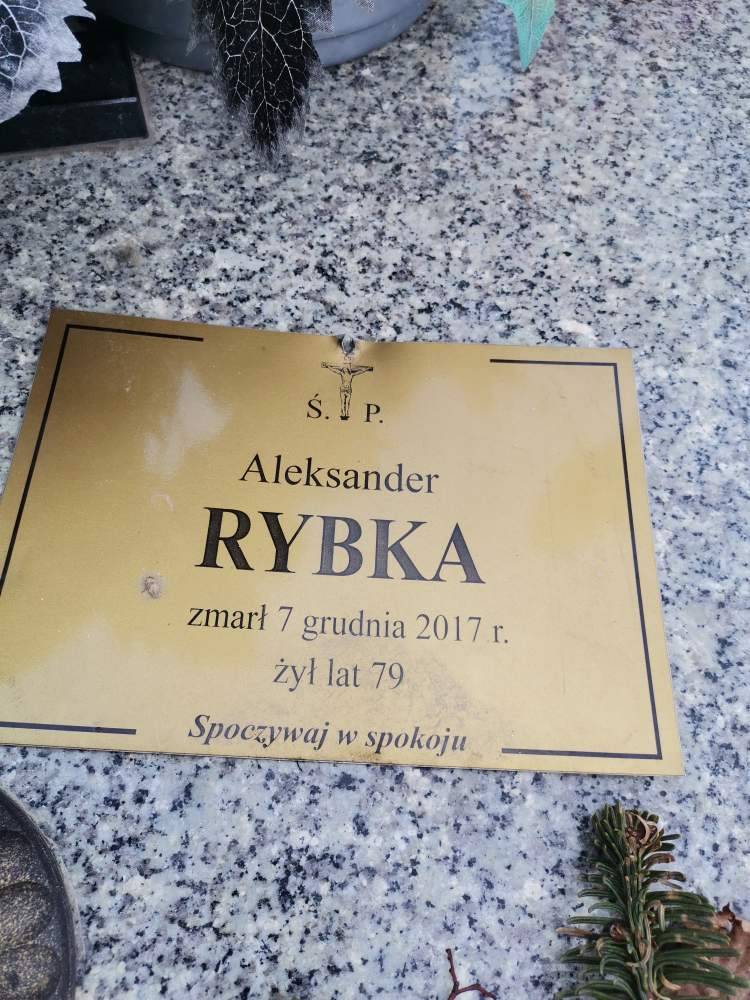 Ś. P.
Aleksander
RYBKA
zmarł 7 grudnia 2017 r.
żył lat 79
Spoczywaj w spokoju